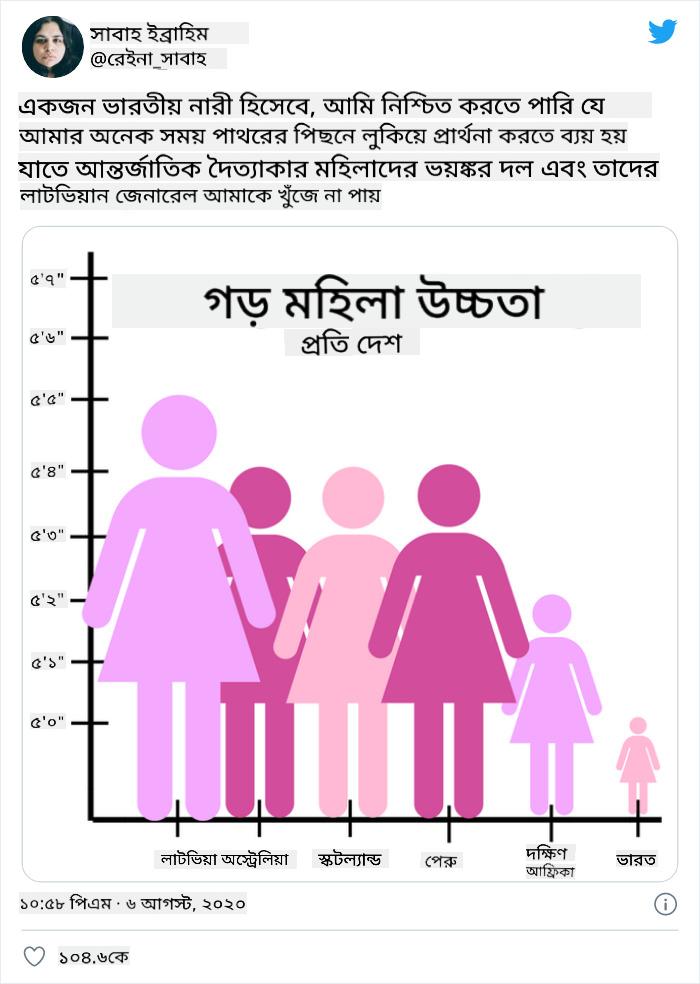 সাবাহ ইব্রাহিম
@রেইনা_সাবাহ
একজন ভারতীয় নারী হিসেবে, আমি নিশ্চিত করতে পারি যে
আমার অনেক সময় পাথরের পিছনে লুকিয়ে প্রার্থনা করতে ব্যয় হয়
যাতে আন্তর্জাতিক দৈত্যাকার মহিলাদের ভয়ঙ্কর দল এবং তাদের
লাটভিয়ান জেনারেল আমাকে খুঁজে না পায়
গড় মহিলা উচ্চতা
প্রতি দেশ
৫'৭"
৫'৬"
৫'৫"
৫'৪"
৫'৩"
৫'২"
৫'১"
৫'০"
লাটভিয়া অস্ট্রেলিয়া স্কটল্যান্ড পেরু দক্ষিণ আফ্রিকা ভারত
১০:৫৮ পিএম · ৬ আগস্ট, ২০২০
১০৪.৬কে